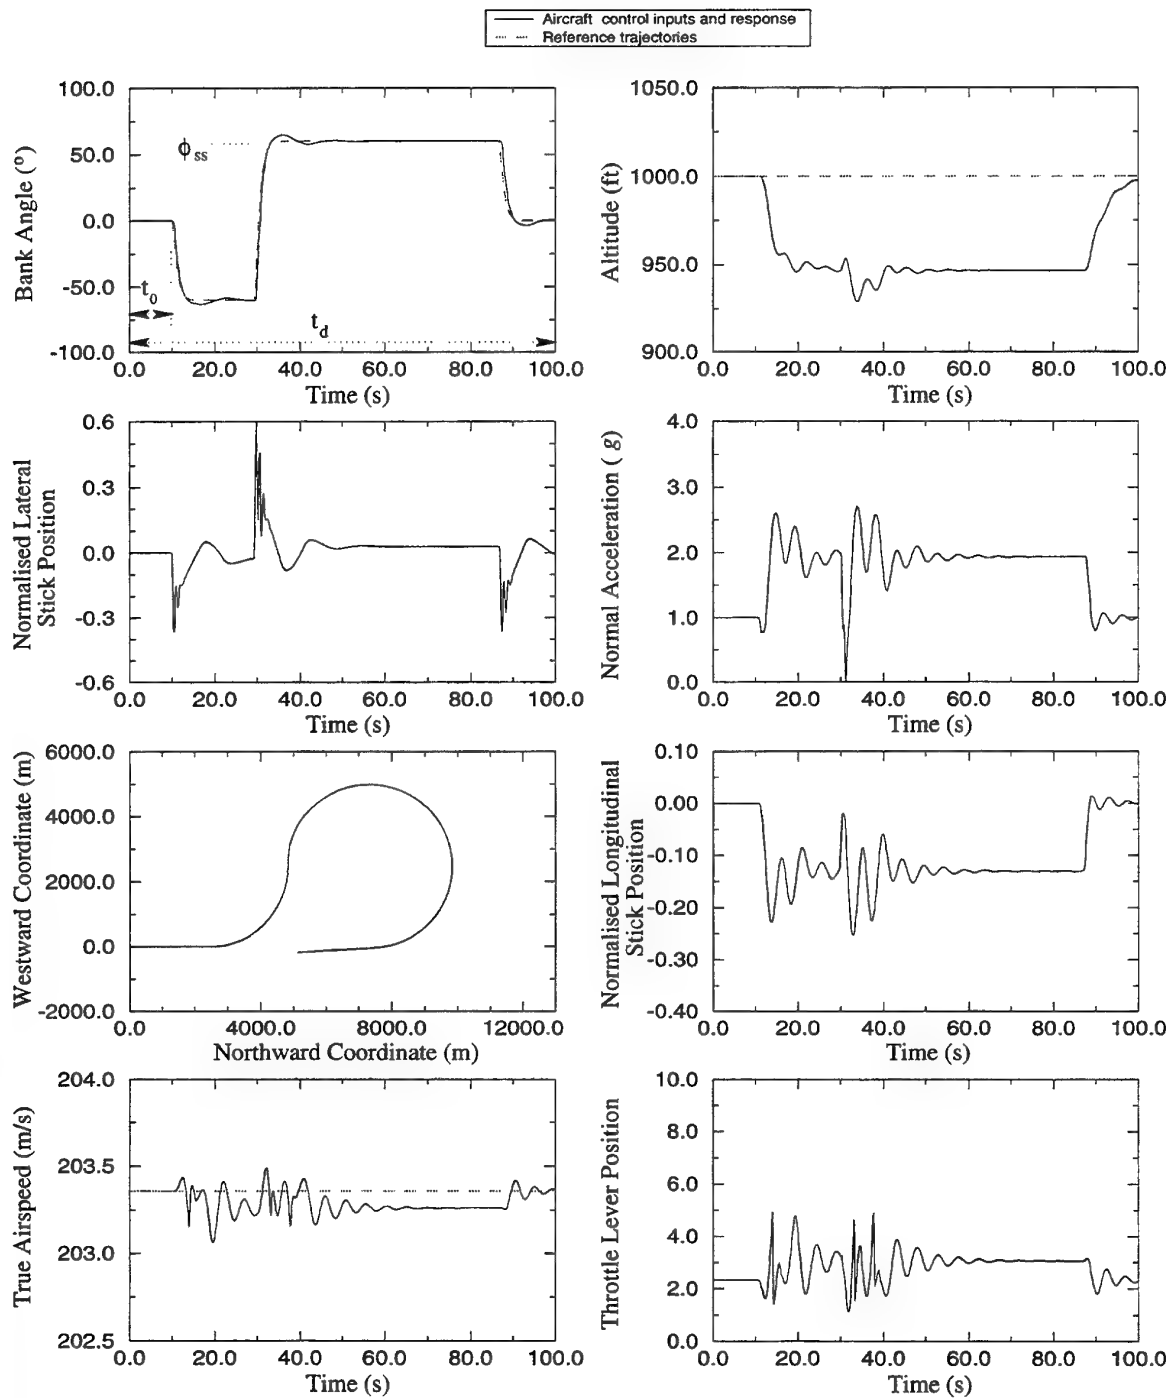 Aircraft control inputs and response
Reference trajectories
100.0
50.0
0.0
-50.0
-100.0
Bank Angle (º)
ϕss
t0
td
0.0 20.0 40.0 60.0 80.0 100.0
Time (s)
1050.0
1000.0
950.0
900.0
Altitude (ft)
0.0 20.0 40.0 60.0 80.0 100.0
Time (s)
0.6
0.3
0.0
-0.3
-0.6
Normalised Lateral
Stick Position
0.0 20.0 40.0 60.0 80.0 100.0
Time (s)
4.0
3.0
2.0
1.0
0.0
Normal Acceleration ( g)
0.0 20.0 40.0 60.0 80.0 100.0
Time (s)
6000.0
4000.0
2000.0
0.0
-2000.0
Westward Coordinate (m)
0.0 4000.0 8000.0 12000.0
Northward Coordinate (m)
0.10
0.00
-0.10
-0.20
-0.30
-0.40
Normalised Longitudinal
Stick Position
0.0 20.0 40.0 60.0 80.0 100.0
Time (s)
204.0
203.5
203.0
202.5
True Airspeed (m/s)
0.0 20.0 40.0 60.0 80.0 100.0
Time (s)
10.0
8.0
6.0
4.0
2.0
0.0
Throttle Lever Position
0.0 20.0 40.0 60.0 80.0 100.0
Time (s)